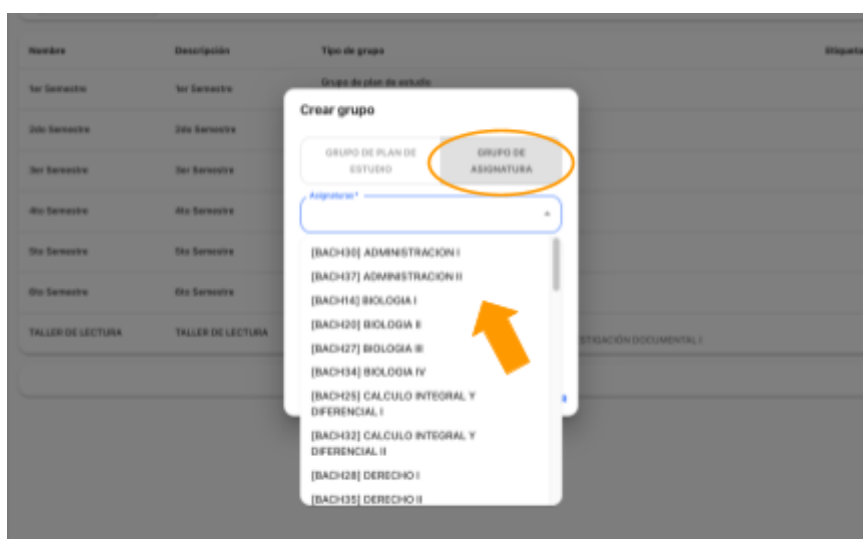 Nombre Descripción Tipo de grupo Etiqueta
1er Semestre 1er Semestre Grupo de plan de estudio
2do Semestre 2do Semestre
3er Semestre 3er Semestre
4to Semestre 4to Semestre
5to Semestre 5to Semestre
6to Semestre 6to Semestre
TALLER DE LECTURA TALLER DE LECTURA
DOCUMENTAL I
Crear grupo
GRUPO DE PLAN DE
ESTUDIO
GRUPO DE
ASIGNATURA
Asignaturas *
[BACH30] ADMINISTRACION I
[BACH37] ADMINISTRACION II
[BACH14] BIOLOGIA I
[BACH20] BIOLOGIA II
[BACH27] BIOLOGIA III
[BACH34] BIOLOGIA IV
[BACH25] CALCULO INTEGRAL Y
DIFERENCIAL I
[BACH32] CALCULO INTEGRAL Y
DIFERENCIAL II
[BACH28] DERECHO I
[BACH35] DERECHO II